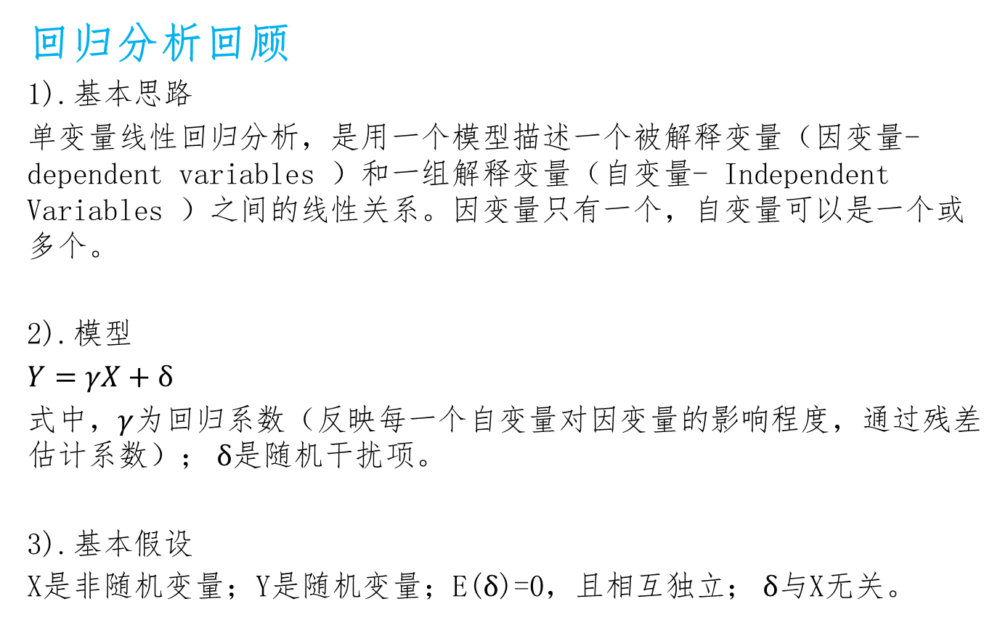 回归分析回顾
1).基本思路
单变量线性回归分析，是用一个模型描述一个被解释变量（因变量-
dependent variables ）和一组解释变量（自变量- Independent
Variables ）之间的线性关系。因变量只有一个，自变量可以是一个或
多个。
2).模型
Y = γX + δ
式中，γ为回归系数（反映每一个自变量对因变量的影响程度，通过残差
估计系数）； δ是随机干扰项。
3).基本假设
X是非随机变量；Y是随机变量；E(δ)=0，且相互独立； δ与X无关。